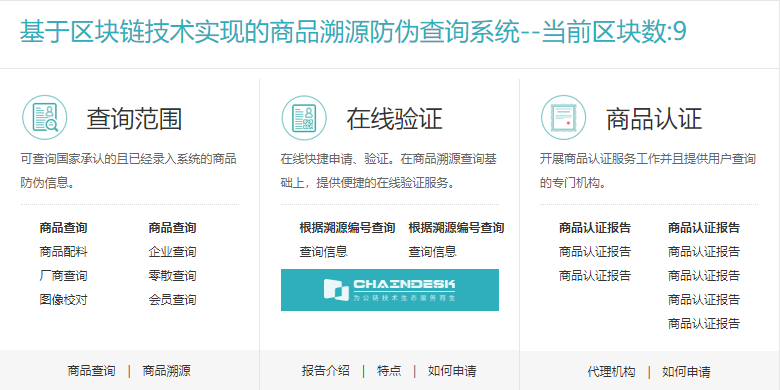 基于区块链技术实现的商品溯源防伪查询系统--当前区块数:9
查询范围
可查询国家承认的且已经录入系统的商品
防伪信息。
商品查询 商品查询
商品配料 企业查询
厂商查询 零散查询
图像校对 会员查询
商品查询 | 商品溯源
在线验证
在线快捷申请、验证。在商品溯源查询基
础上，提供便捷的在线验证服务。
根据溯源编号查询 根据溯源编号查询
查询信息 查询信息
CHAINDESK
为公链技术生态服务而生
报告介绍 | 特点 | 如何申请
商品认证
开展商品认证服务工作并且提供用户查询
的专门机构。
商品认证报告 商品认证报告
商品认证报告 商品认证报告
商品认证报告 商品认证报告
商品认证报告
商品认证报告
代理机构 | 如何申请